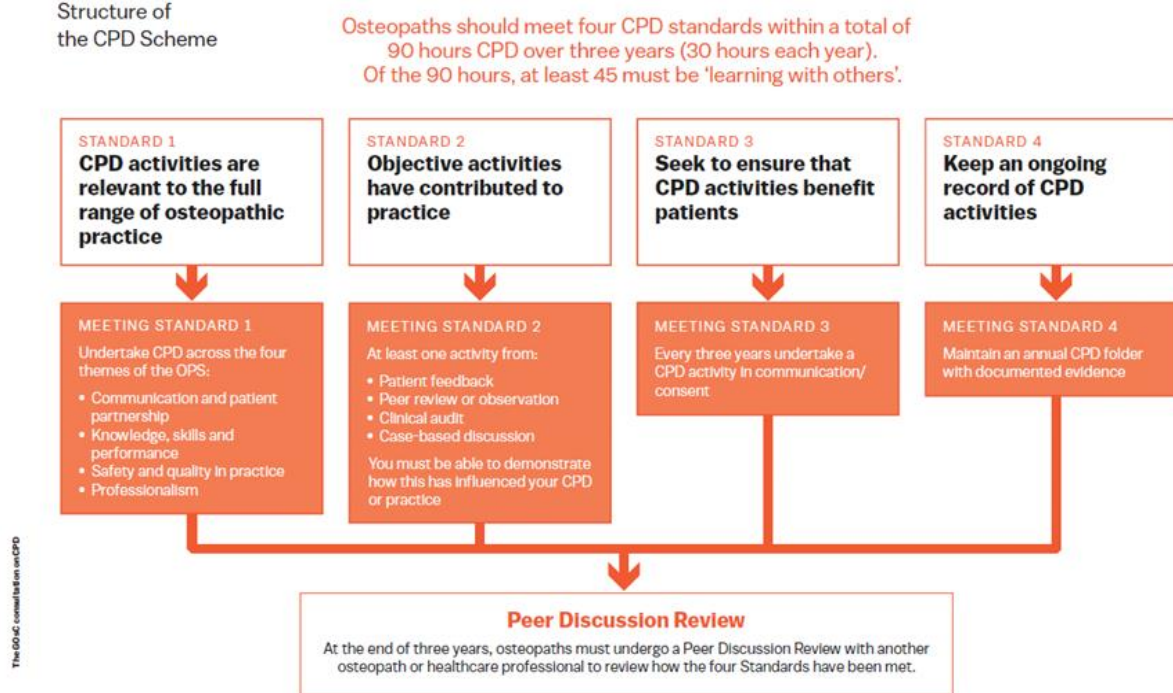 Structure of
the CPD Scheme
Osteopaths should meet four CPD standards within a total of
90 hours CPD over three years (30 hours each year).
Of the 90 hours, at least 45 must be ‘learning with others’.
STANDARD 1
CPD activities are
relevant to the full
range of osteopathic
practice
STANDARD 2
Objective activities
have contributed to
practice
STANDARD 3
Seek to ensure that
CPD activities benefit
patients
STANDARD 4
Keep an ongoing
record of CPD
activities
MEETING STANDARD 1
Undertake CPD across the four
themes of the OPS:
• Communication and patient
partnership
• Knowledge, skills and
performance
• Safety and quality in practice
• Professionalism
MEETING STANDARD 2
At least one activity from:
• Patient feedback
• Peer review or observation
• Clinical audit
• Case-based discussion
You must be able to demonstrate
how this has influenced your CPD
or practice
MEETING STANDARD 3
Every three years undertake a
CPD activity in communication/
consent
MEETING STANDARD 4
Maintain an annual CPD folder
with documented evidence
Peer Discussion Review
At the end of three years, osteopaths must undergo a Peer Discussion Review with another
osteopath or healthcare professional to review how the four Standards have been met.
The GOsC consultation on CPD